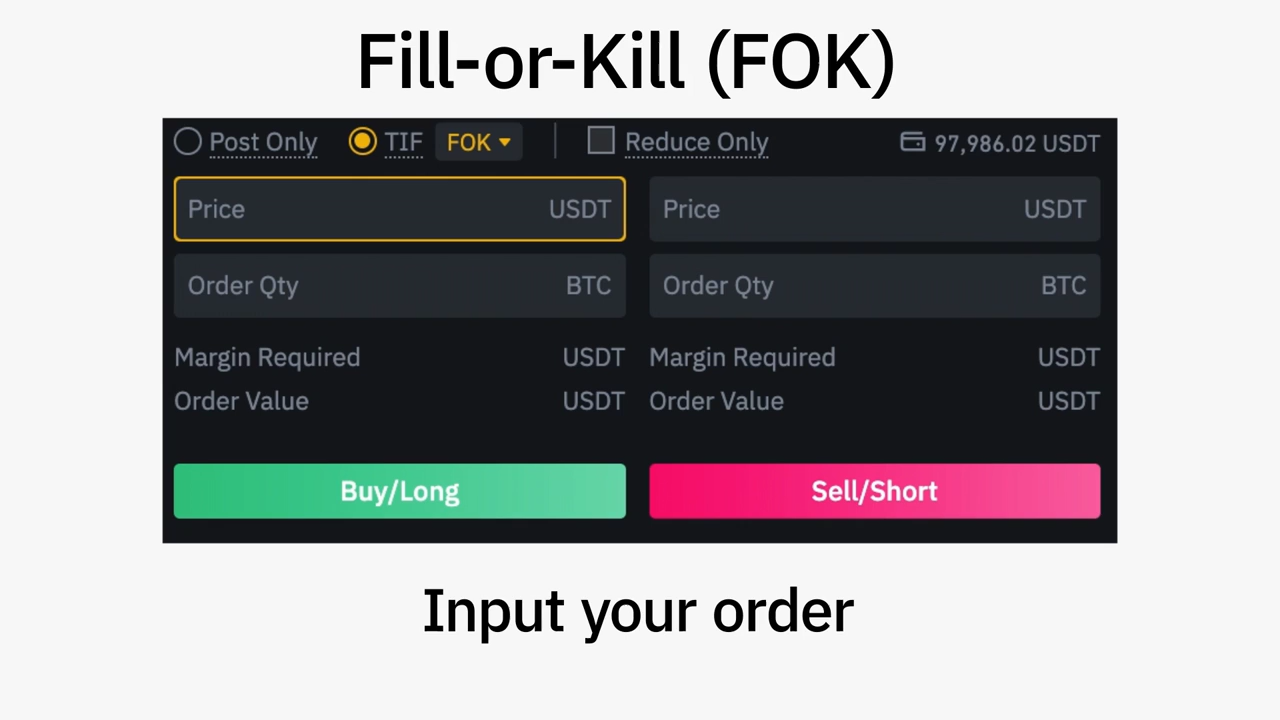 Fill-or-Kill (FOK)
Post Only TIF FOK Reduce Only 97,986.02 USDT
Price USDT Price USDT
Order Qty BTC Order Qty BTC
Margin Required USDT Margin Required USDT
Order Value USDT Order Value USDT
Buy/Long Sell/Short
Input your order